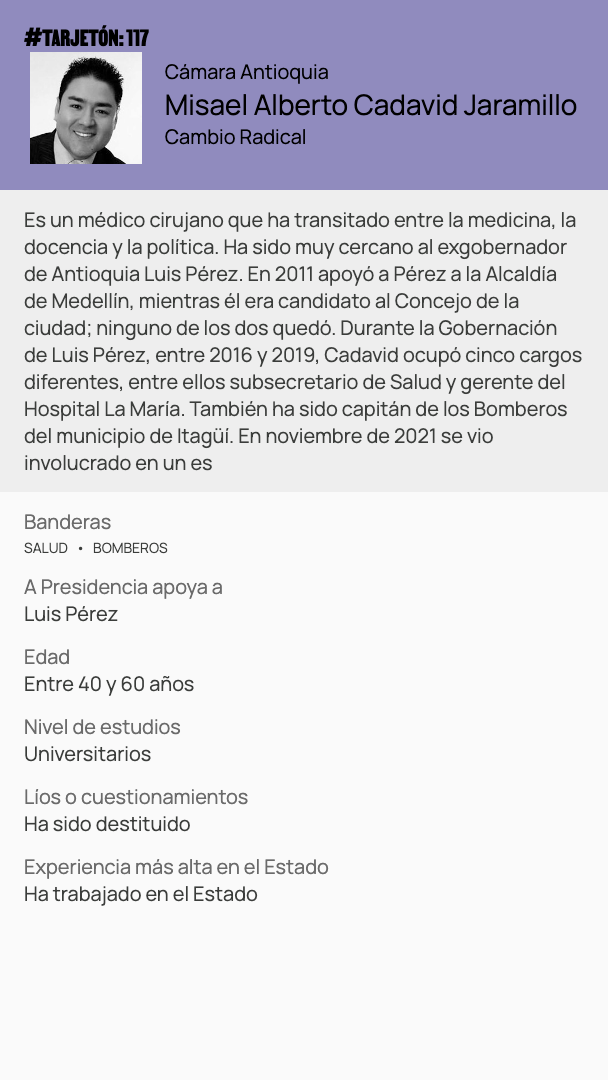 #TARJETÓN: 117
Cámara Antioquia
Misael Alberto Cadavid Jaramillo
Cambio Radical
Es un médico cirujano que ha transitado entre la medicina, la
docencia y la política. Ha sido muy cercano al exgobernador
de Antioquia Luis Pérez. En 2011 apoyó a Pérez a la Alcaldía
de Medellín, mientras él era candidato al Concejo de la
ciudad; ninguno de los dos quedó. Durante la Gobernación
de Luis Pérez, entre 2016 y 2019, Cadavid ocupó cinco cargos
diferentes, entre ellos subsecretario de Salud y gerente del
Hospital La María. También ha sido capitán de los Bomberos
del municipio de Itagüí. En noviembre de 2021 se vio
involucrado en un es
Banderas
SALUD • BOMBEROS
A Presidencia apoya a
Luis Pérez
Edad
Entre 40 y 60 años
Nivel de estudios
Universitarios
Líos o cuestionamientos
Ha sido destituido
Experiencia más alta en el Estado
Ha trabajado en el Estado